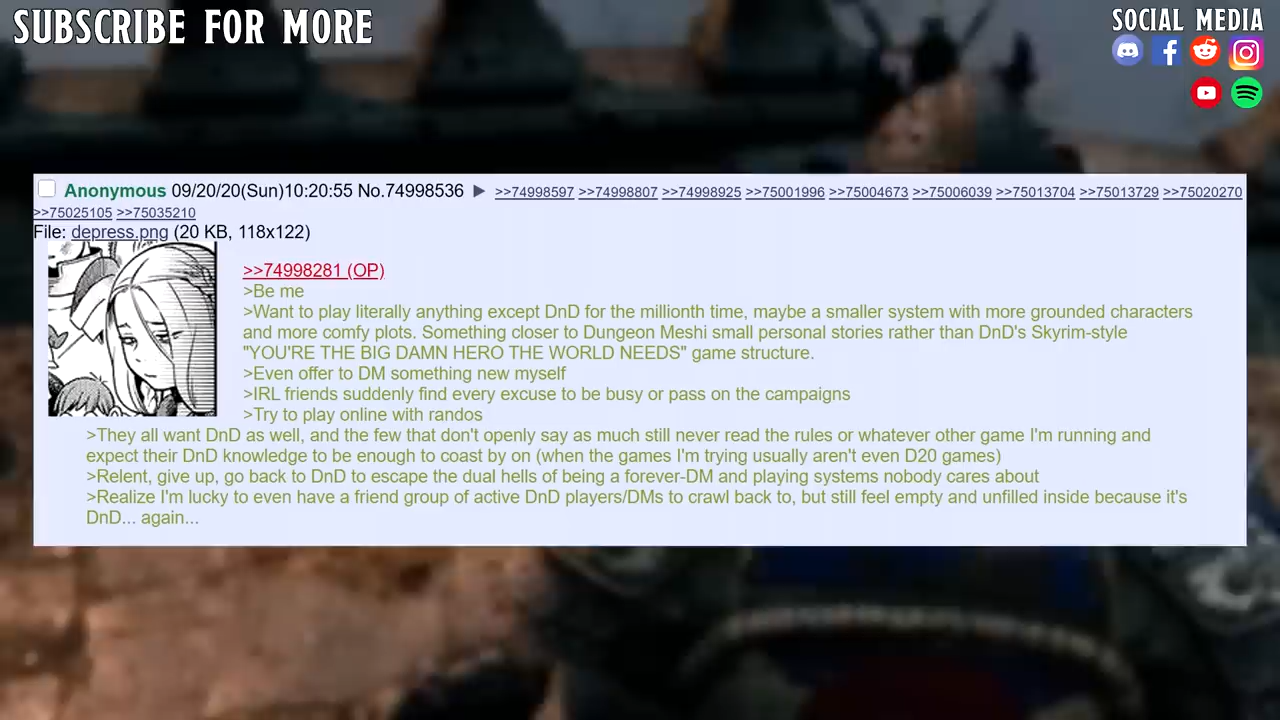 SUBSCRIBE FOR MORE
SOCIAL MEDIA
Anonymous 09/20/20(Sun)10:20:55 No.74998536 ▶ >>74998597 >>74998807 >>74998925 >>75001996 >>75004673 >>75006039 >>75013704 >>75013729 >>75020270
>>75025105 >>75035210
File: depress.png (20 KB, 118x122)
>>74998281 (OP)
>Be me
>Want to play literally anything except DnD for the millionth time, maybe a smaller system with more grounded characters
and more comfy plots. Something closer to Dungeon Meshi small personal stories rather than DnD's Skyrim-style
"YOU'RE THE BIG DAMN HERO THE WORLD NEEDS" game structure.
>Even offer to DM something new myself
>IRL friends suddenly find every excuse to be busy or pass on the campaigns
>Try to play online with randos
>They all want DnD as well, and the few that don't openly say as much still never read the rules or whatever other game I'm running and
expect their DnD knowledge to be enough to coast by on (when the games I'm trying usually aren't even D20 games)
>Relent, give up, go back to DnD to escape the dual hells of being a forever-DM and playing systems nobody cares about
>Realize I'm lucky to even have a friend group of active DnD players/DMs to crawl back to, but still feel empty and unfilled inside because it's
DnD... again...